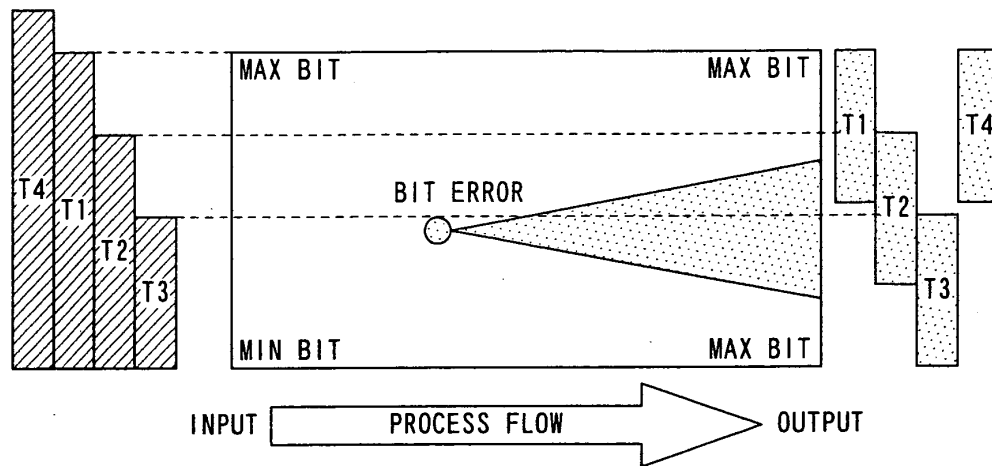 MAX BIT
MAX BIT
T1
T4
T4
BIT ERROR
T1
T2
T2
T3
T3
MIN BIT
MAX BIT
INPUT
PROCESS FLOW
OUTPUT